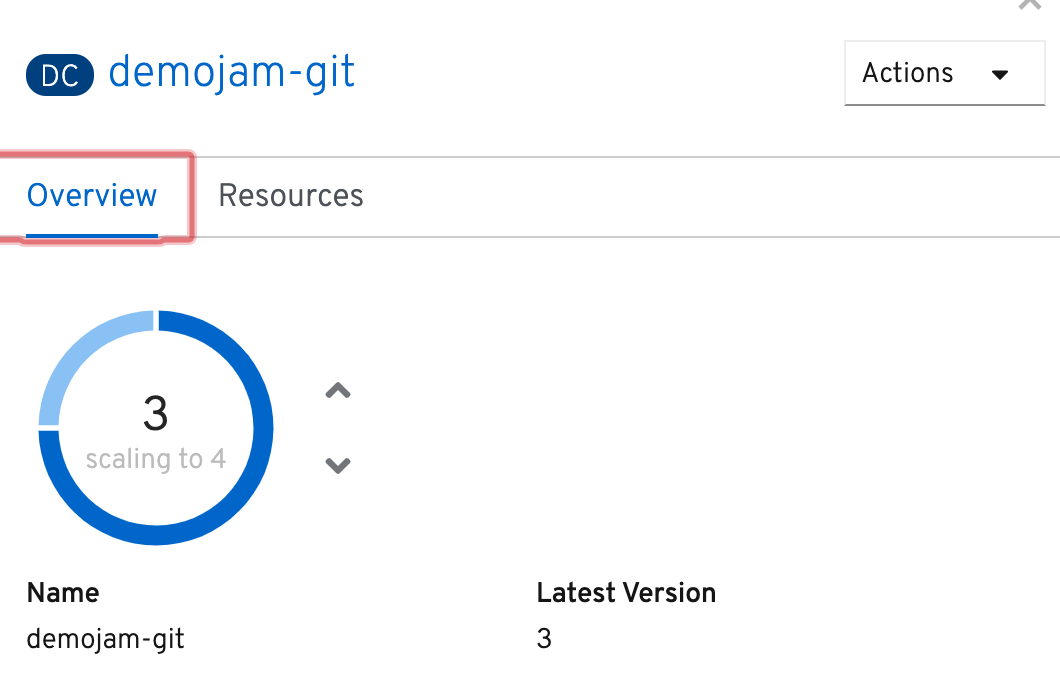 DC demojam-git
Actions
Overview Resources
3
scaling to 4
Name Latest Version
demojam-git 3